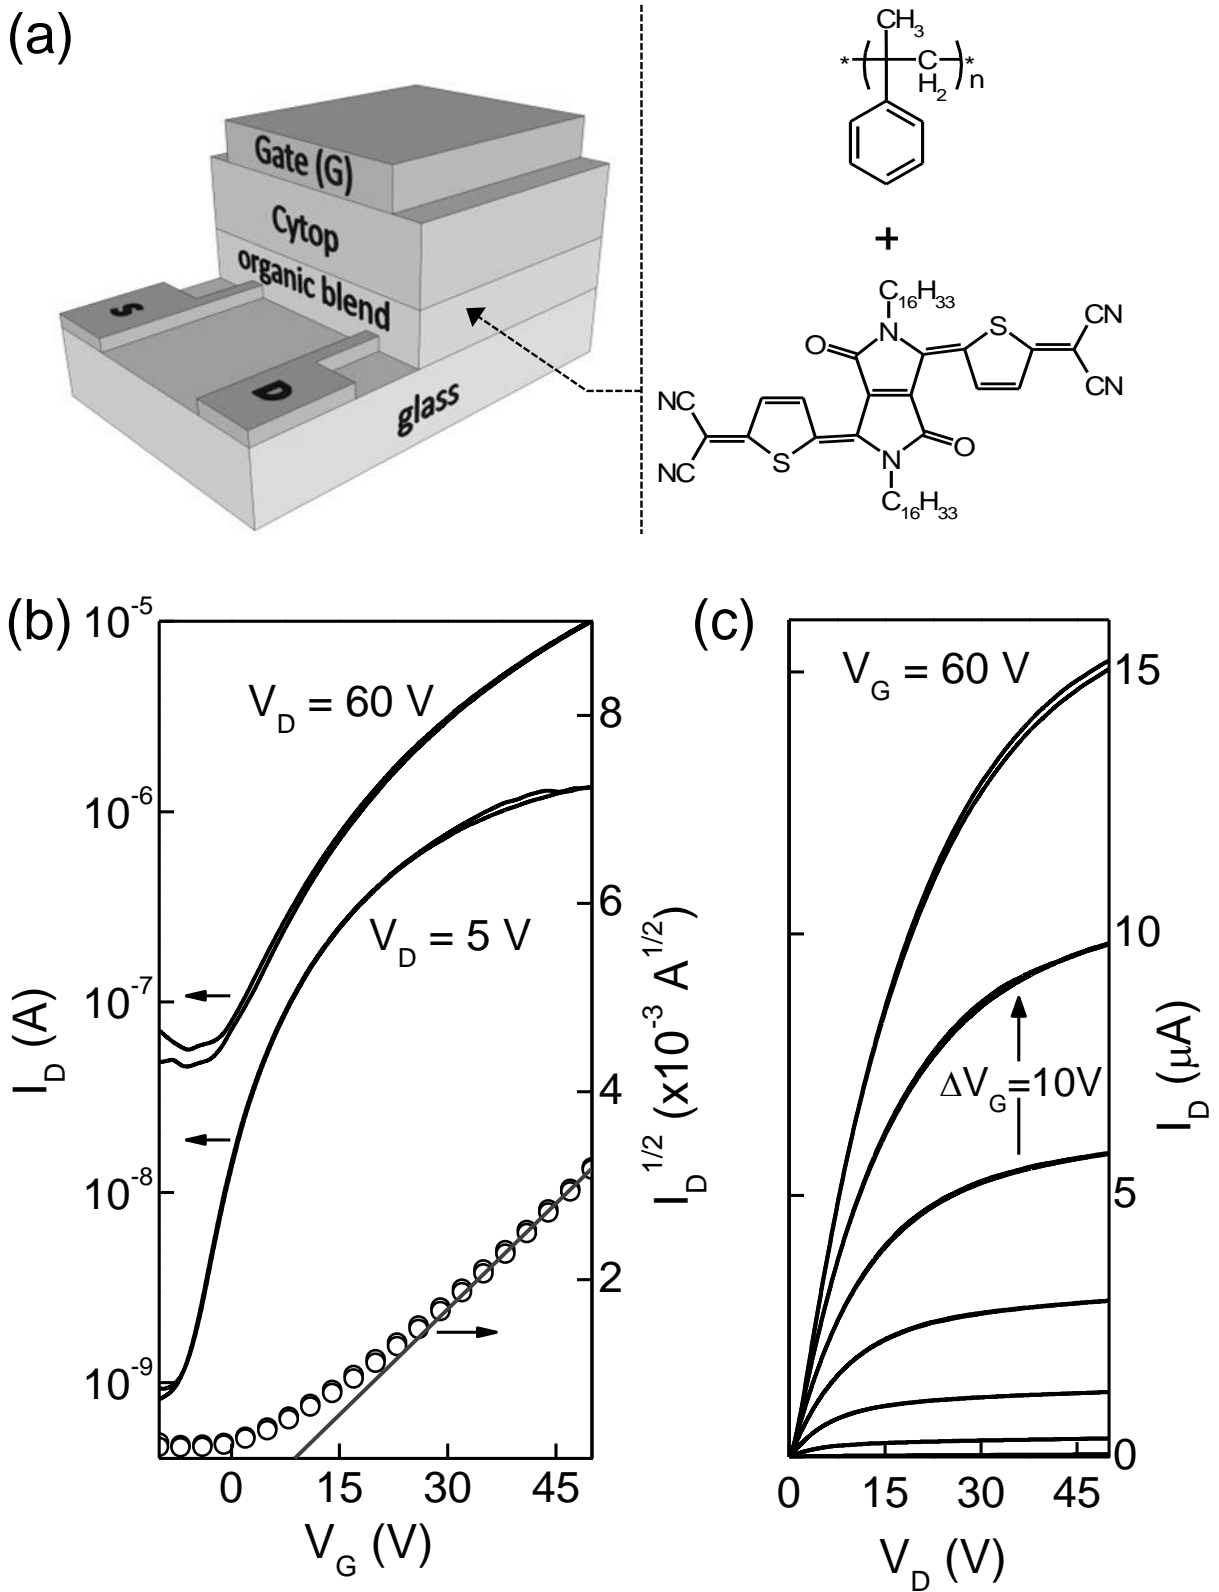 (a)
Gate (G)
Cytop
organic blend
S
D
glass
CH3
* ( C )n *
H2
+
C16H33
N
S
CN
O
CN
NC
O
S
N
NC
C16H33
(b)
10-5
10-6
10-7
10-8
10-9
ID (A)
VD = 60 V
VD = 5 V
8
6
4
2
ID1/2 (x10-3 A1/2)
0 15 30 45
VG (V)
(c)
VG = 60 V
ΔVG=10V
15
10
5
0
ID (μA)
0 15 30 45
VD (V)